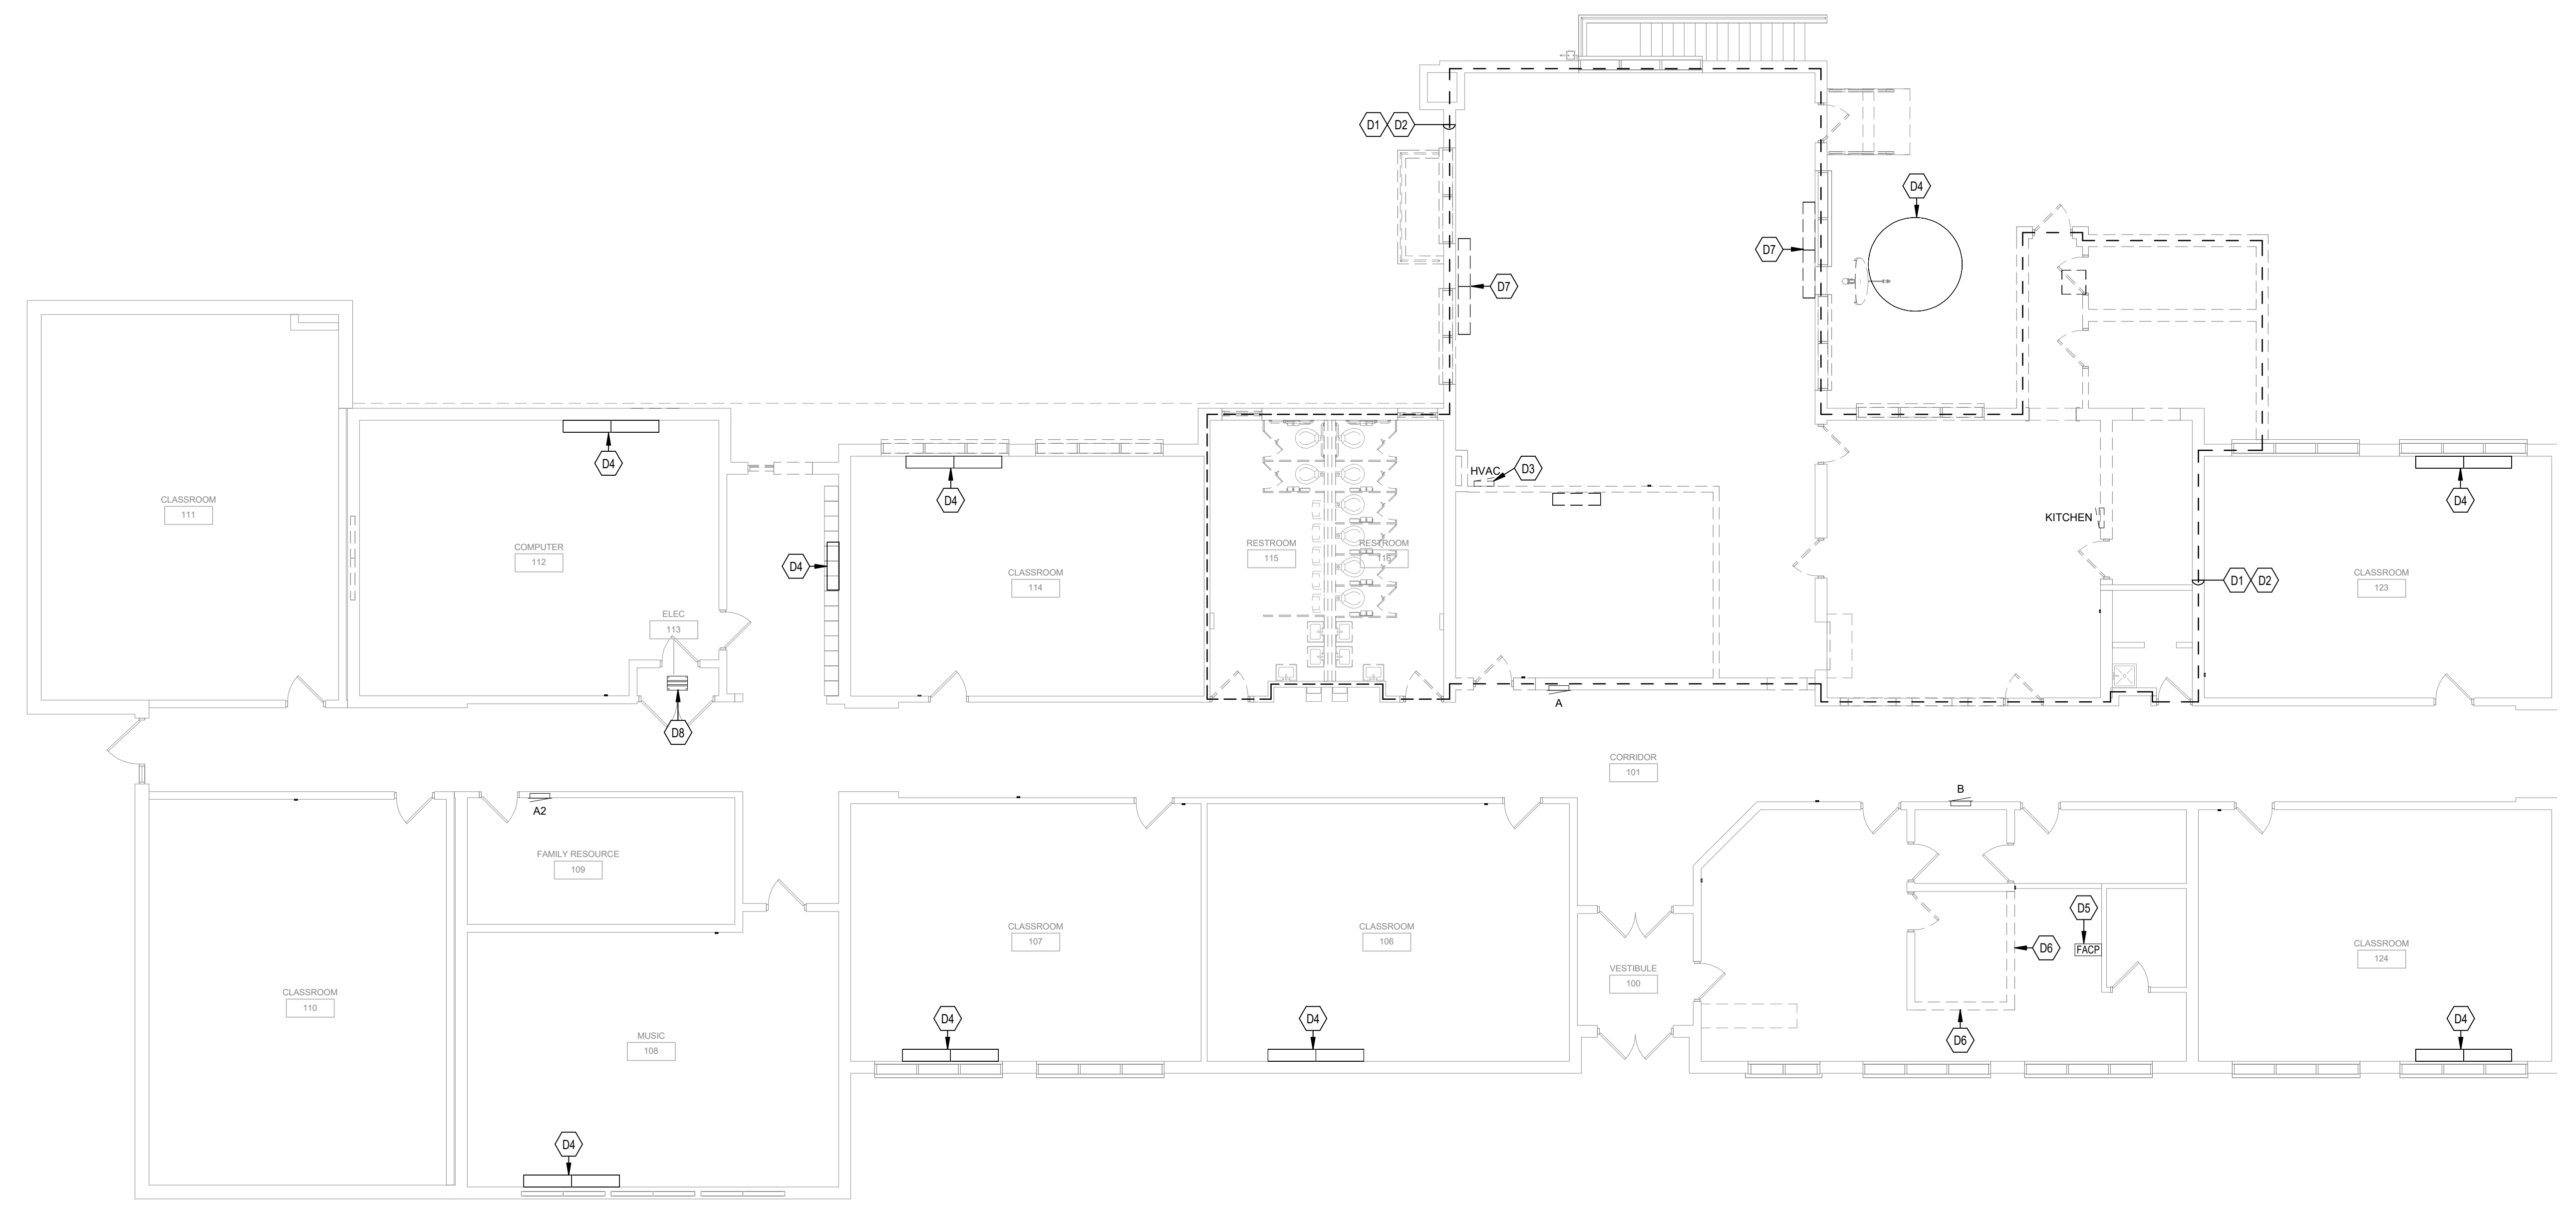 D1 D2
D4
D7
D7
D4
HVAC D3
D4
D4
CLASSROOM
111
KITCHEN
COMPUTER
112
RESTROOM
115
RESTROOM
116
D4
CLASSROOM
114
D1 D2
CLASSROOM
123
ELEC
113
A
D8
CORRIDOR
101
B
A2
FAMILY RESOURCE
109
D5
FACP
D6
CLASSROOM
107
CLASSROOM
106
CLASSROOM
124
VESTIBULE
100
CLASSROOM
110
D4
D4
D4
D6
MUSIC
108
D4